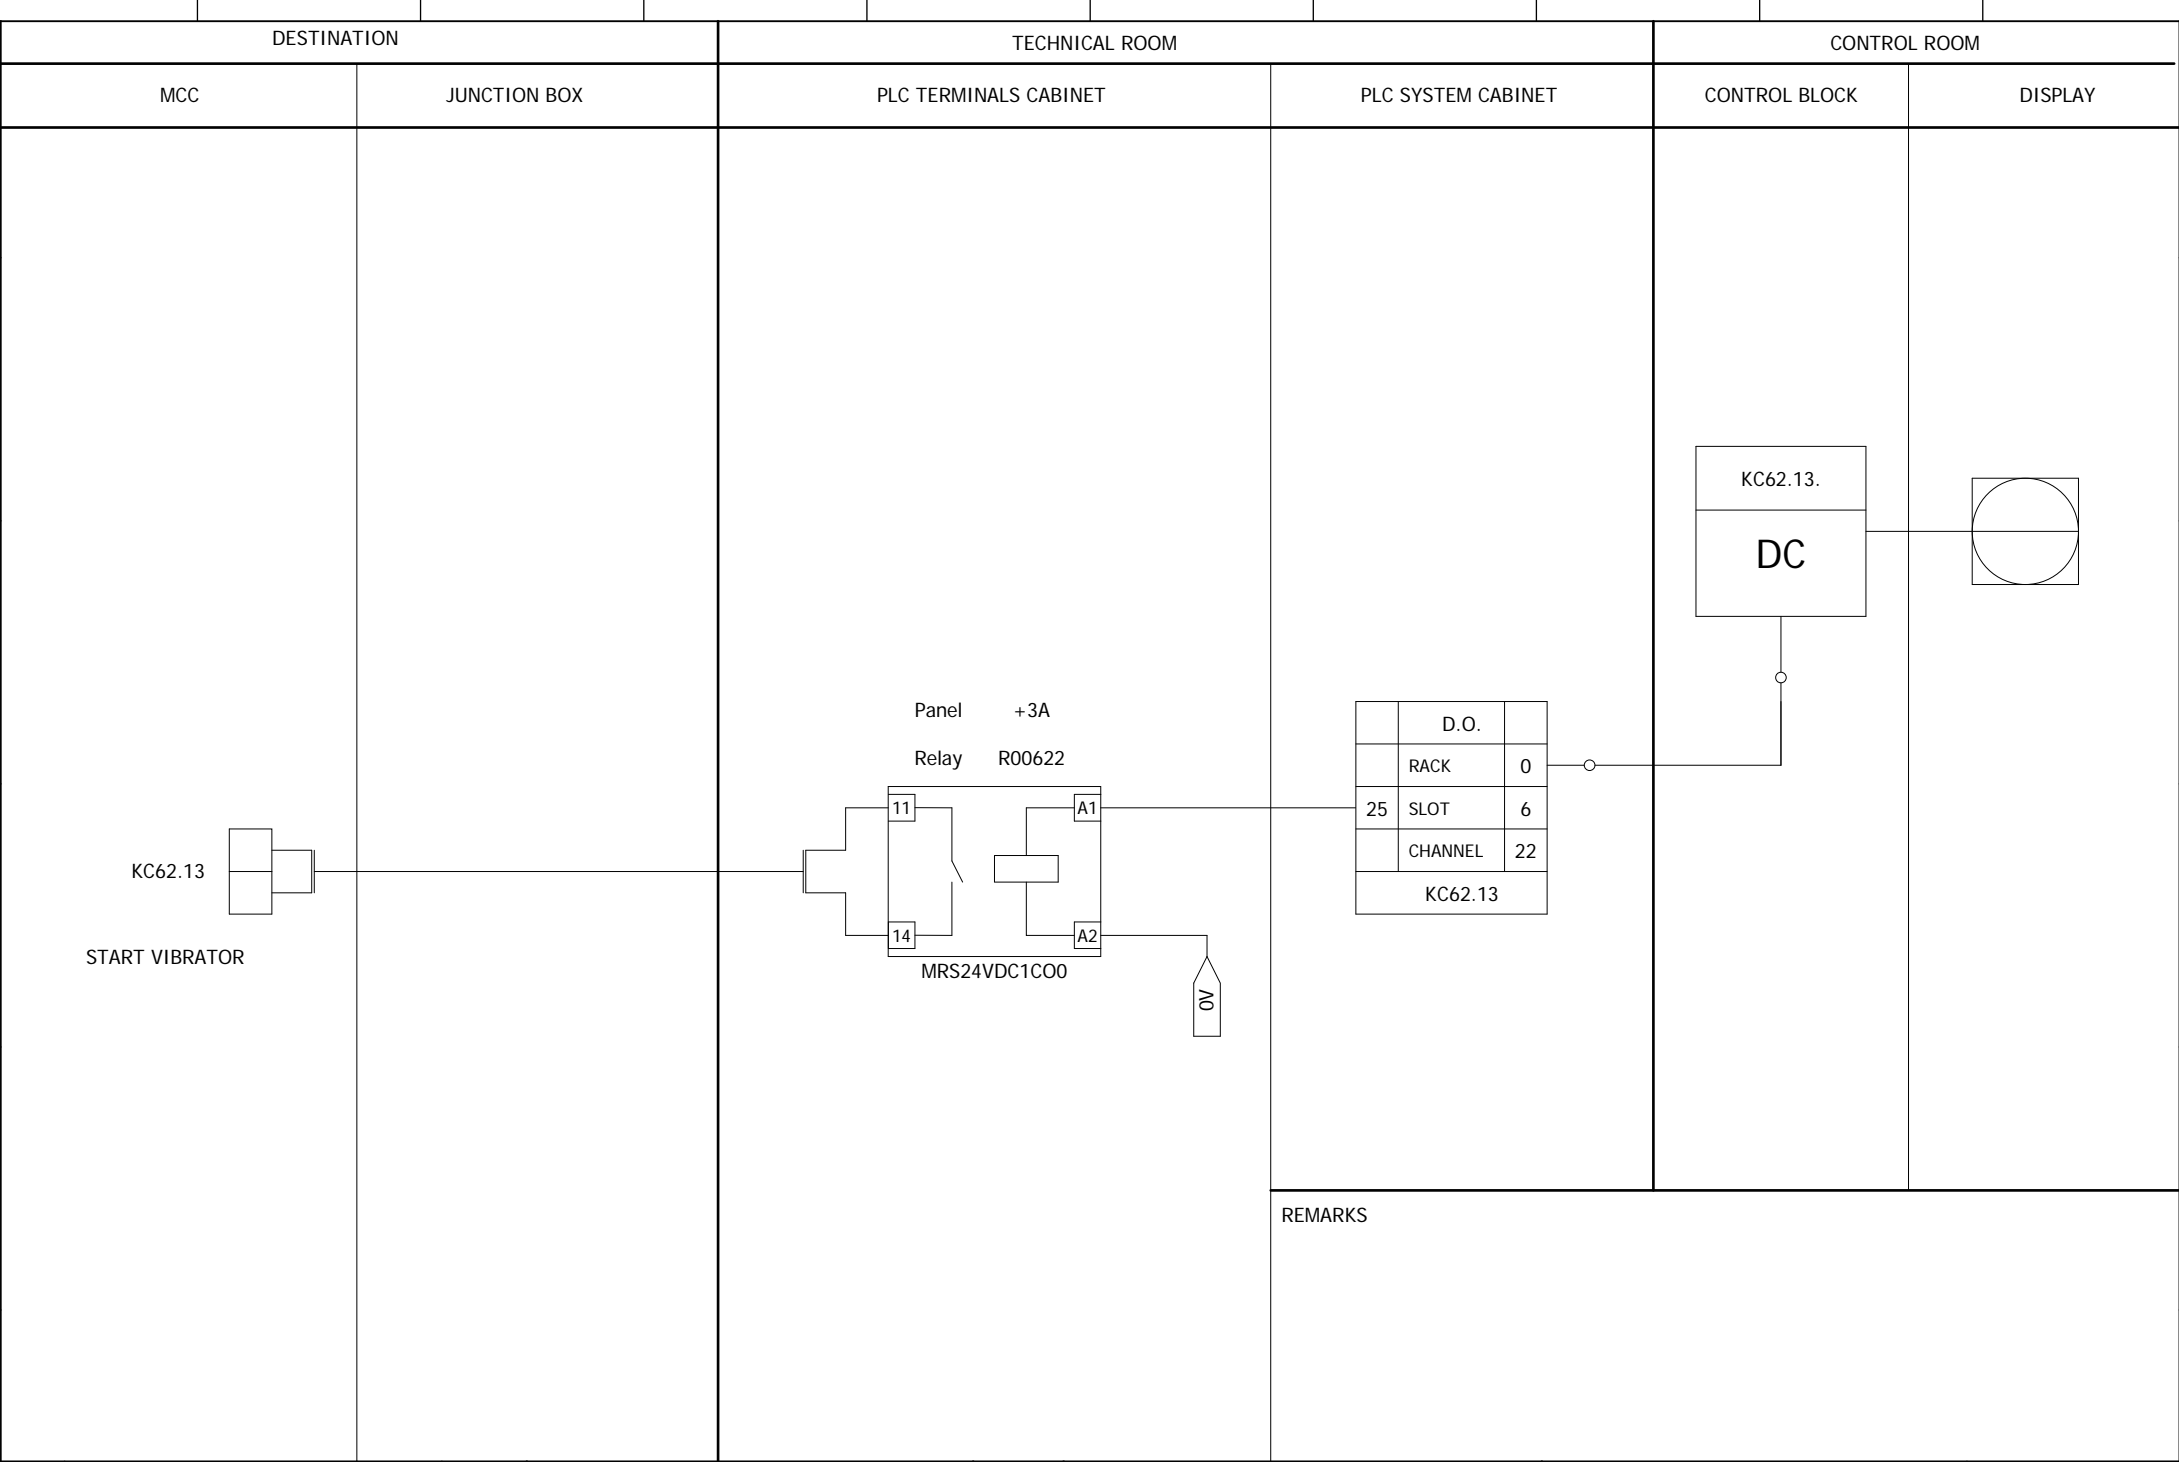 DESTINATION
TECHNICAL ROOM
CONTROL ROOM
MCC
JUNCTION BOX
PLC TERMINALS CABINET
PLC SYSTEM CABINET
CONTROL BLOCK
DISPLAY
KC62.13.
DC
Panel +3A
Relay R00622
D.O.
RACK 0
25 SLOT 6
CHANNEL 22
KC62.13
11
A1
14
A2
MRS24VDC1CO0
0V
KC62.13
START VIBRATOR
REMARKS